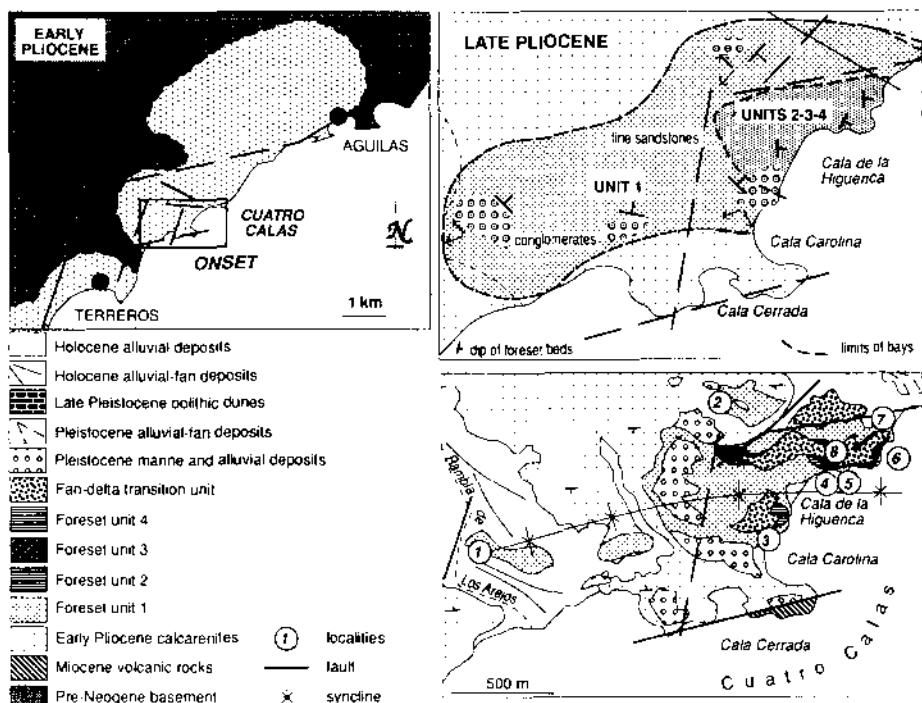 EARLY
PLIOCENE
AGUILAS
CUATRO
CALAS
ONSET
N
TERREROS
1 km
LATE PLIOCENE
UNITS 2-3-4
fine sandstones
Cala de la
Higuenca
UNIT 1
conglomerates
Cala Carolina
Cala Cerrada
dip of foreset beds
limits of bays
Holocene alluvial deposits
Holocene alluvial-fan deposits
Late Pleistocene oolithic dunes
Pleistocene alluvial-fan deposits
Pleistocene marine and alluvial deposits
Fan-delta transition unit
Foreset unit 4
Foreset unit 3
Foreset unit 2
Foreset unit 1
Early Pliocene calcarenites
Miocene volcanic rocks
Pre-Neogene basement
1 localities
fault
syncline
2
7
8
6
4 5
Rambla
de
Los Arejos
1
Cala de la
Higuenca
3
Cala Carolina
Cala Cerrada
Cuatro Calas
500 m